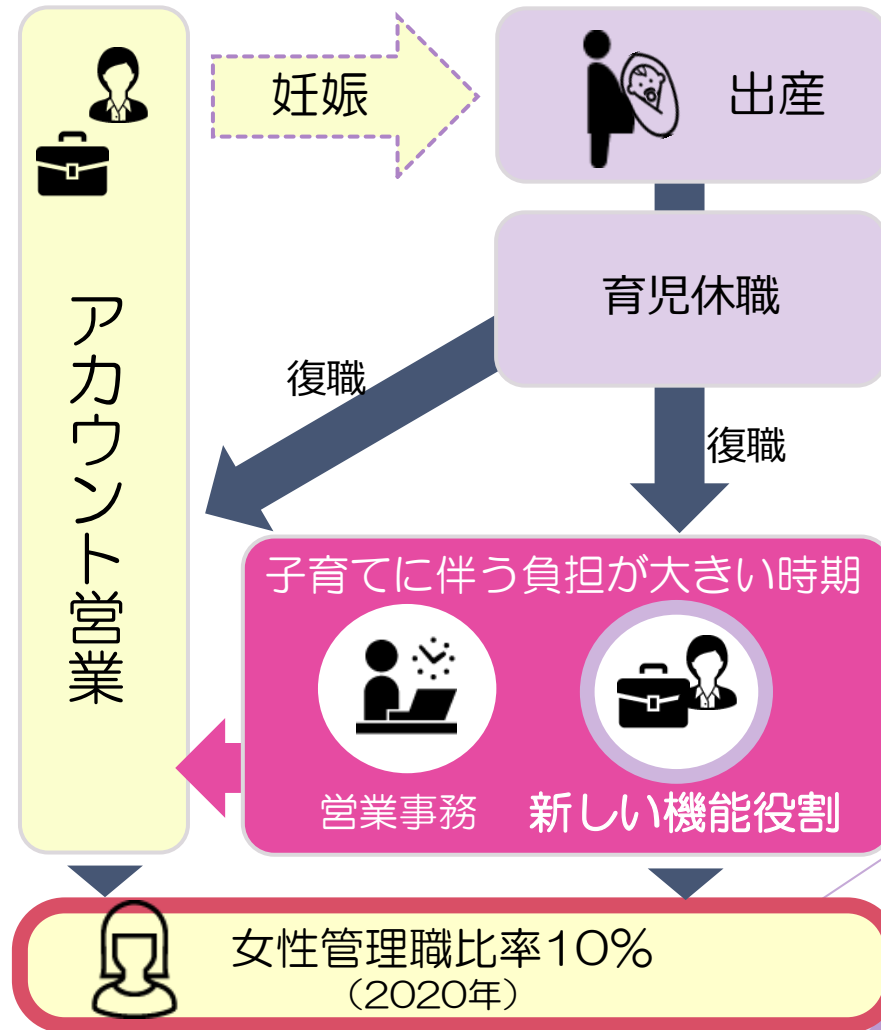 妊娠
出産
アカウント営業
育児休職
復職
復職
子育てに伴う負担が大きい時期
営業事務
新しい機能役割
女性管理職比率10%
（2020年）